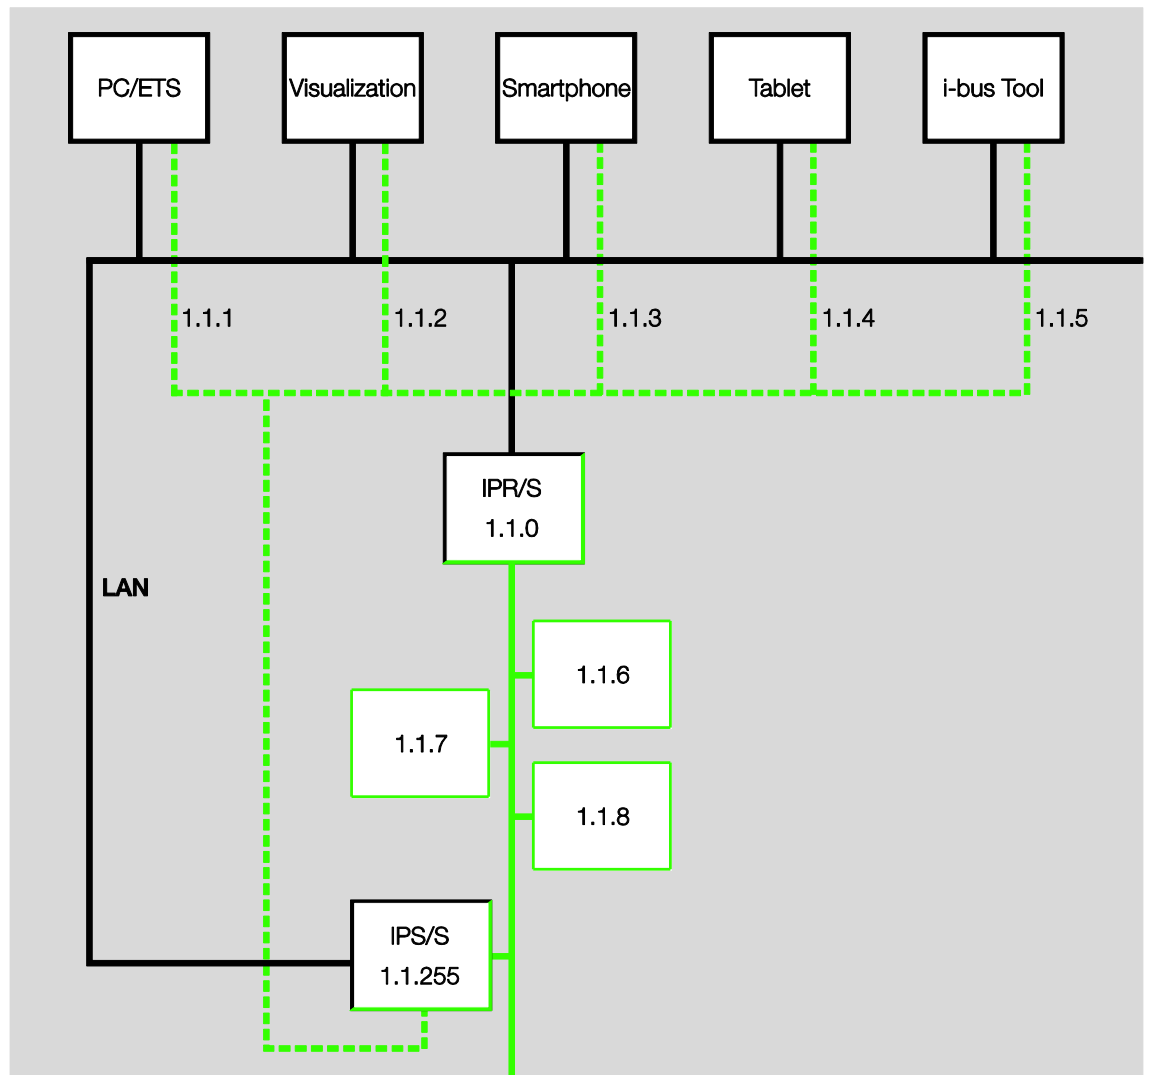 PC/ETS
Visualization
Smartphone
Tablet
i-bus Tool
1.1.1
1.1.2
1.1.3
1.1.4
1.1.5
IPR/S
1.1.0
LAN
1.1.6
1.1.7
1.1.8
IPS/S
1.1.255